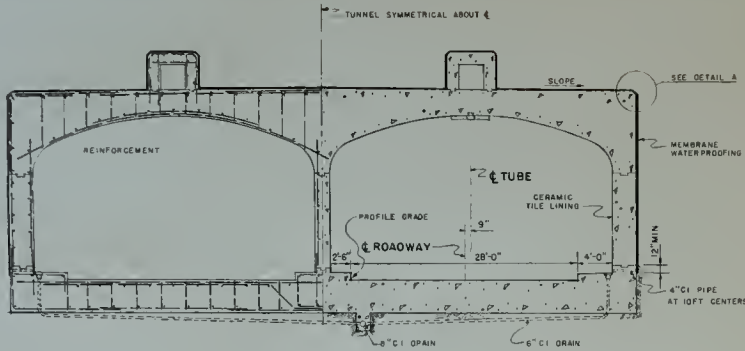 TUNNEL SYMMETRICAL ABOUT ℄
SLOPE
SEE DETAIL A
REINFORCEMENT
MEMBRANE
WATERPROOFING
℄ TUBE
CERAMIC
TILE LINING
PROFILE GRADE
9"
℄ ROADWAY
2'-6"
28'-0"
4'-0"
12" MIN
4" CI PIPE
AT 10FT CENTERS
8" CI DRAIN
6" CI DRAIN